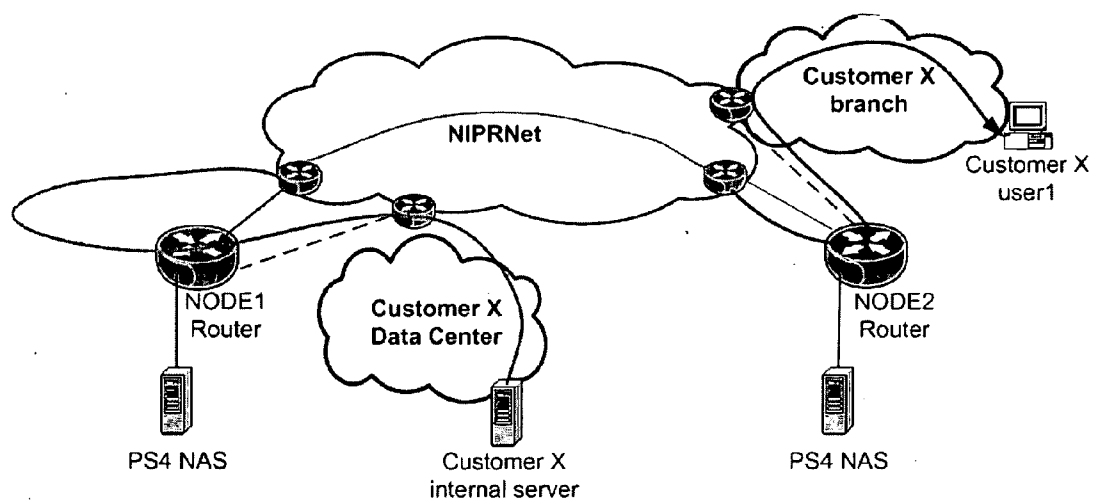 Customer X
branch
NIPRNet
Customer X
user1
NODE1
Router
Customer X
Data Center
NODE2
Router
PS4 NAS
Customer X
internal server
PS4 NAS